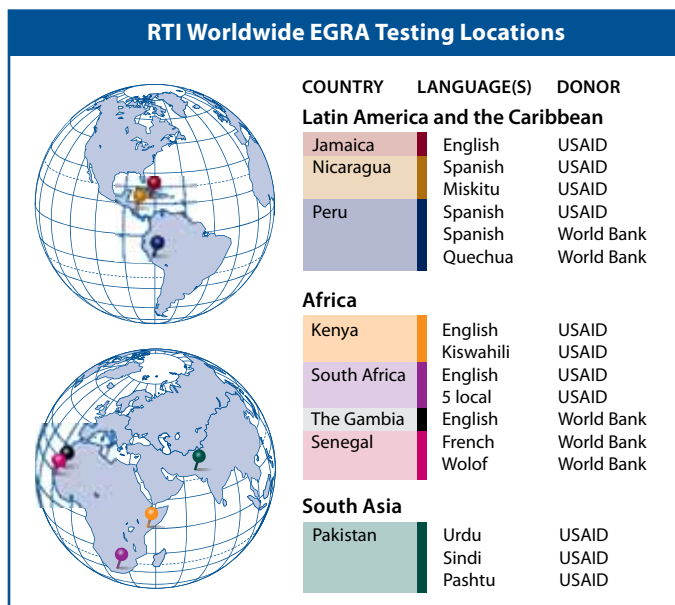 RTI Worldwide EGRA Testing Locations
COUNTRY LANGUAGE(S) DONOR
Latin America and the Caribbean
Jamaica English USAID
Nicaragua Spanish USAID
Miskitu USAID
Peru Spanish USAID
Spanish World Bank
Quechua World Bank
Africa
Kenya English USAID
Kiswahili USAID
South Africa English USAID
5 local USAID
The Gambia English World Bank
Senegal French World Bank
Wolof World Bank
South Asia
Pakistan Urdu USAID
Sindi USAID
Pashtu USAID